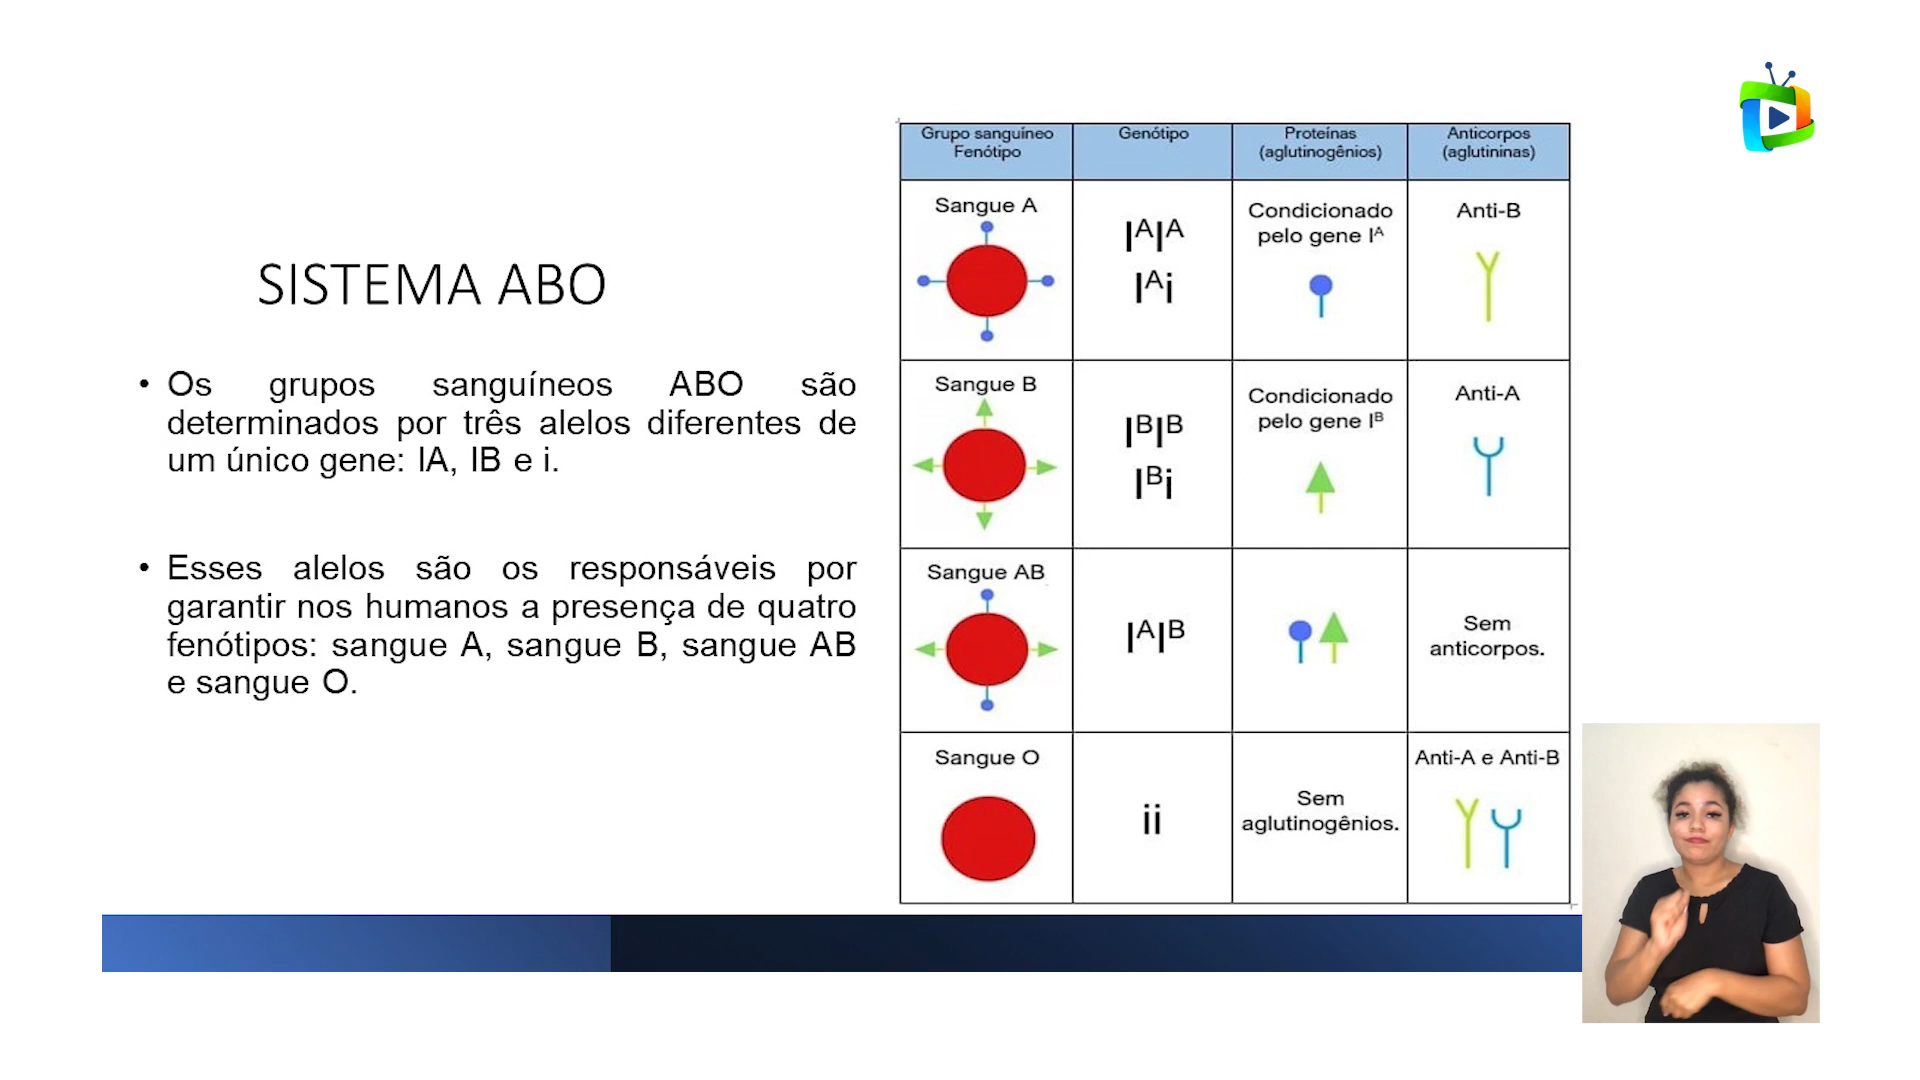 SISTEMA ABO
• Os grupos sanguíneos ABO são
determinados por três alelos diferentes de
um único gene: IA, IB e i.
• Esses alelos são os responsáveis por
garantir nos humanos a presença de quatro
fenótipos: sangue A, sangue B, sangue AB
e sangue O.
Grupo sanguíneo
Fenótipo
Genótipo
Proteínas
(aglutinogênios)
Anticorpos
(aglutininas)
Sangue A
IᴬIᴬ
Iᴬi
Condicionado
pelo gene Iᴬ
Anti-B
Sangue B
IᴮIᴮ
Iᴮi
Condicionado
pelo gene Iᴮ
Anti-A
Sangue AB
IᴬIᴮ
Sem
anticorpos.
Sangue O
ii
Sem
aglutinogênios.
Anti-A e Anti-B